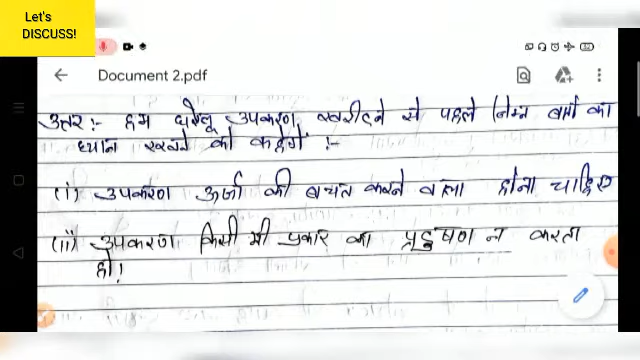 Let's
DISCUSS!
Document 2.pdf
उत्तर:- हम घरेलू उपकरण खरीदने से पहले निम्न बातों का
ध्यान रखने को कहेगें :-
(i) उपकरण ऊर्जा की बचत करने वाला होना चाहिए
(ii) उपकरण किसी भी प्रकार का प्रदुषण न करता
हो!